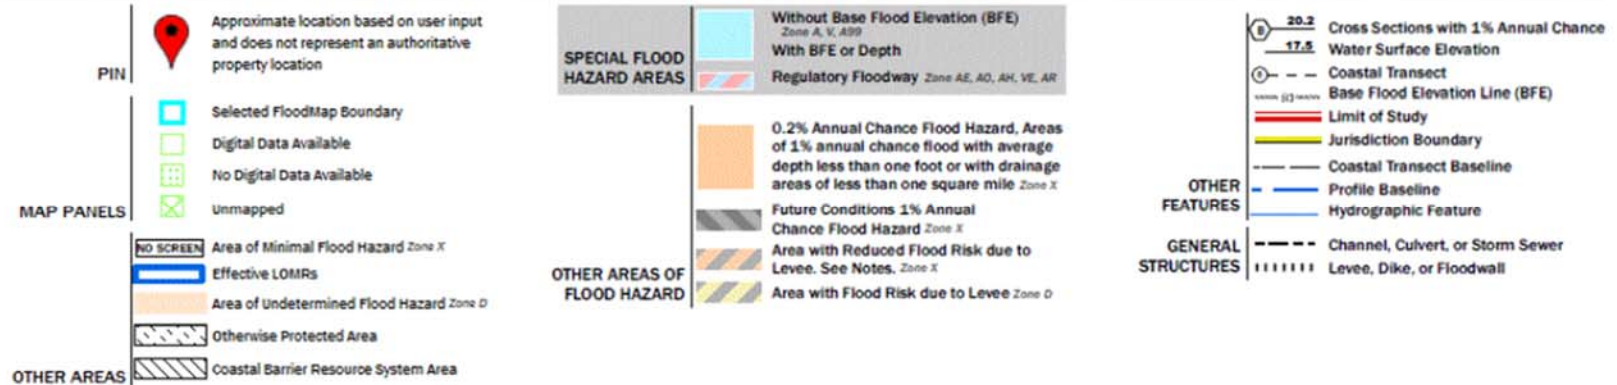 PIN
Approximate location based on user input
and does not represent an authoritative
property location
MAP PANELS
Selected FloodMap Boundary
Digital Data Available
No Digital Data Available
Unmapped
OTHER AREAS
NO SCREEN Area of Minimal Flood Hazard Zone X
Effective LOMRs
Area of Undetermined Flood Hazard Zone D
Otherwise Protected Area
Coastal Barrier Resource System Area
SPECIAL FLOOD
HAZARD AREAS
Without Base Flood Elevation (BFE)
Zone A, V, A99
With BFE or Depth
Regulatory Floodway Zone AE, AO, AH, VE, AR
OTHER AREAS OF
FLOOD HAZARD
0.2% Annual Chance Flood Hazard, Areas
of 1% annual chance flood with average
depth less than one foot or with drainage
areas of less than one square mile Zone X
Future Conditions 1% Annual
Chance Flood Hazard Zone X
Area with Reduced Flood Risk due to
Levee. See Notes. Zone X
Area with Flood Risk due to Levee Zone D
OTHER
FEATURES
20.2 Cross Sections with 1% Annual Chance
17.5 Water Surface Elevation
Coastal Transect
Base Flood Elevation Line (BFE)
Limit of Study
Jurisdiction Boundary
Coastal Transect Baseline
Profile Baseline
Hydrographic Feature
GENERAL
STRUCTURES
Channel, Culvert, or Storm Sewer
Levee, Dike, or Floodwall